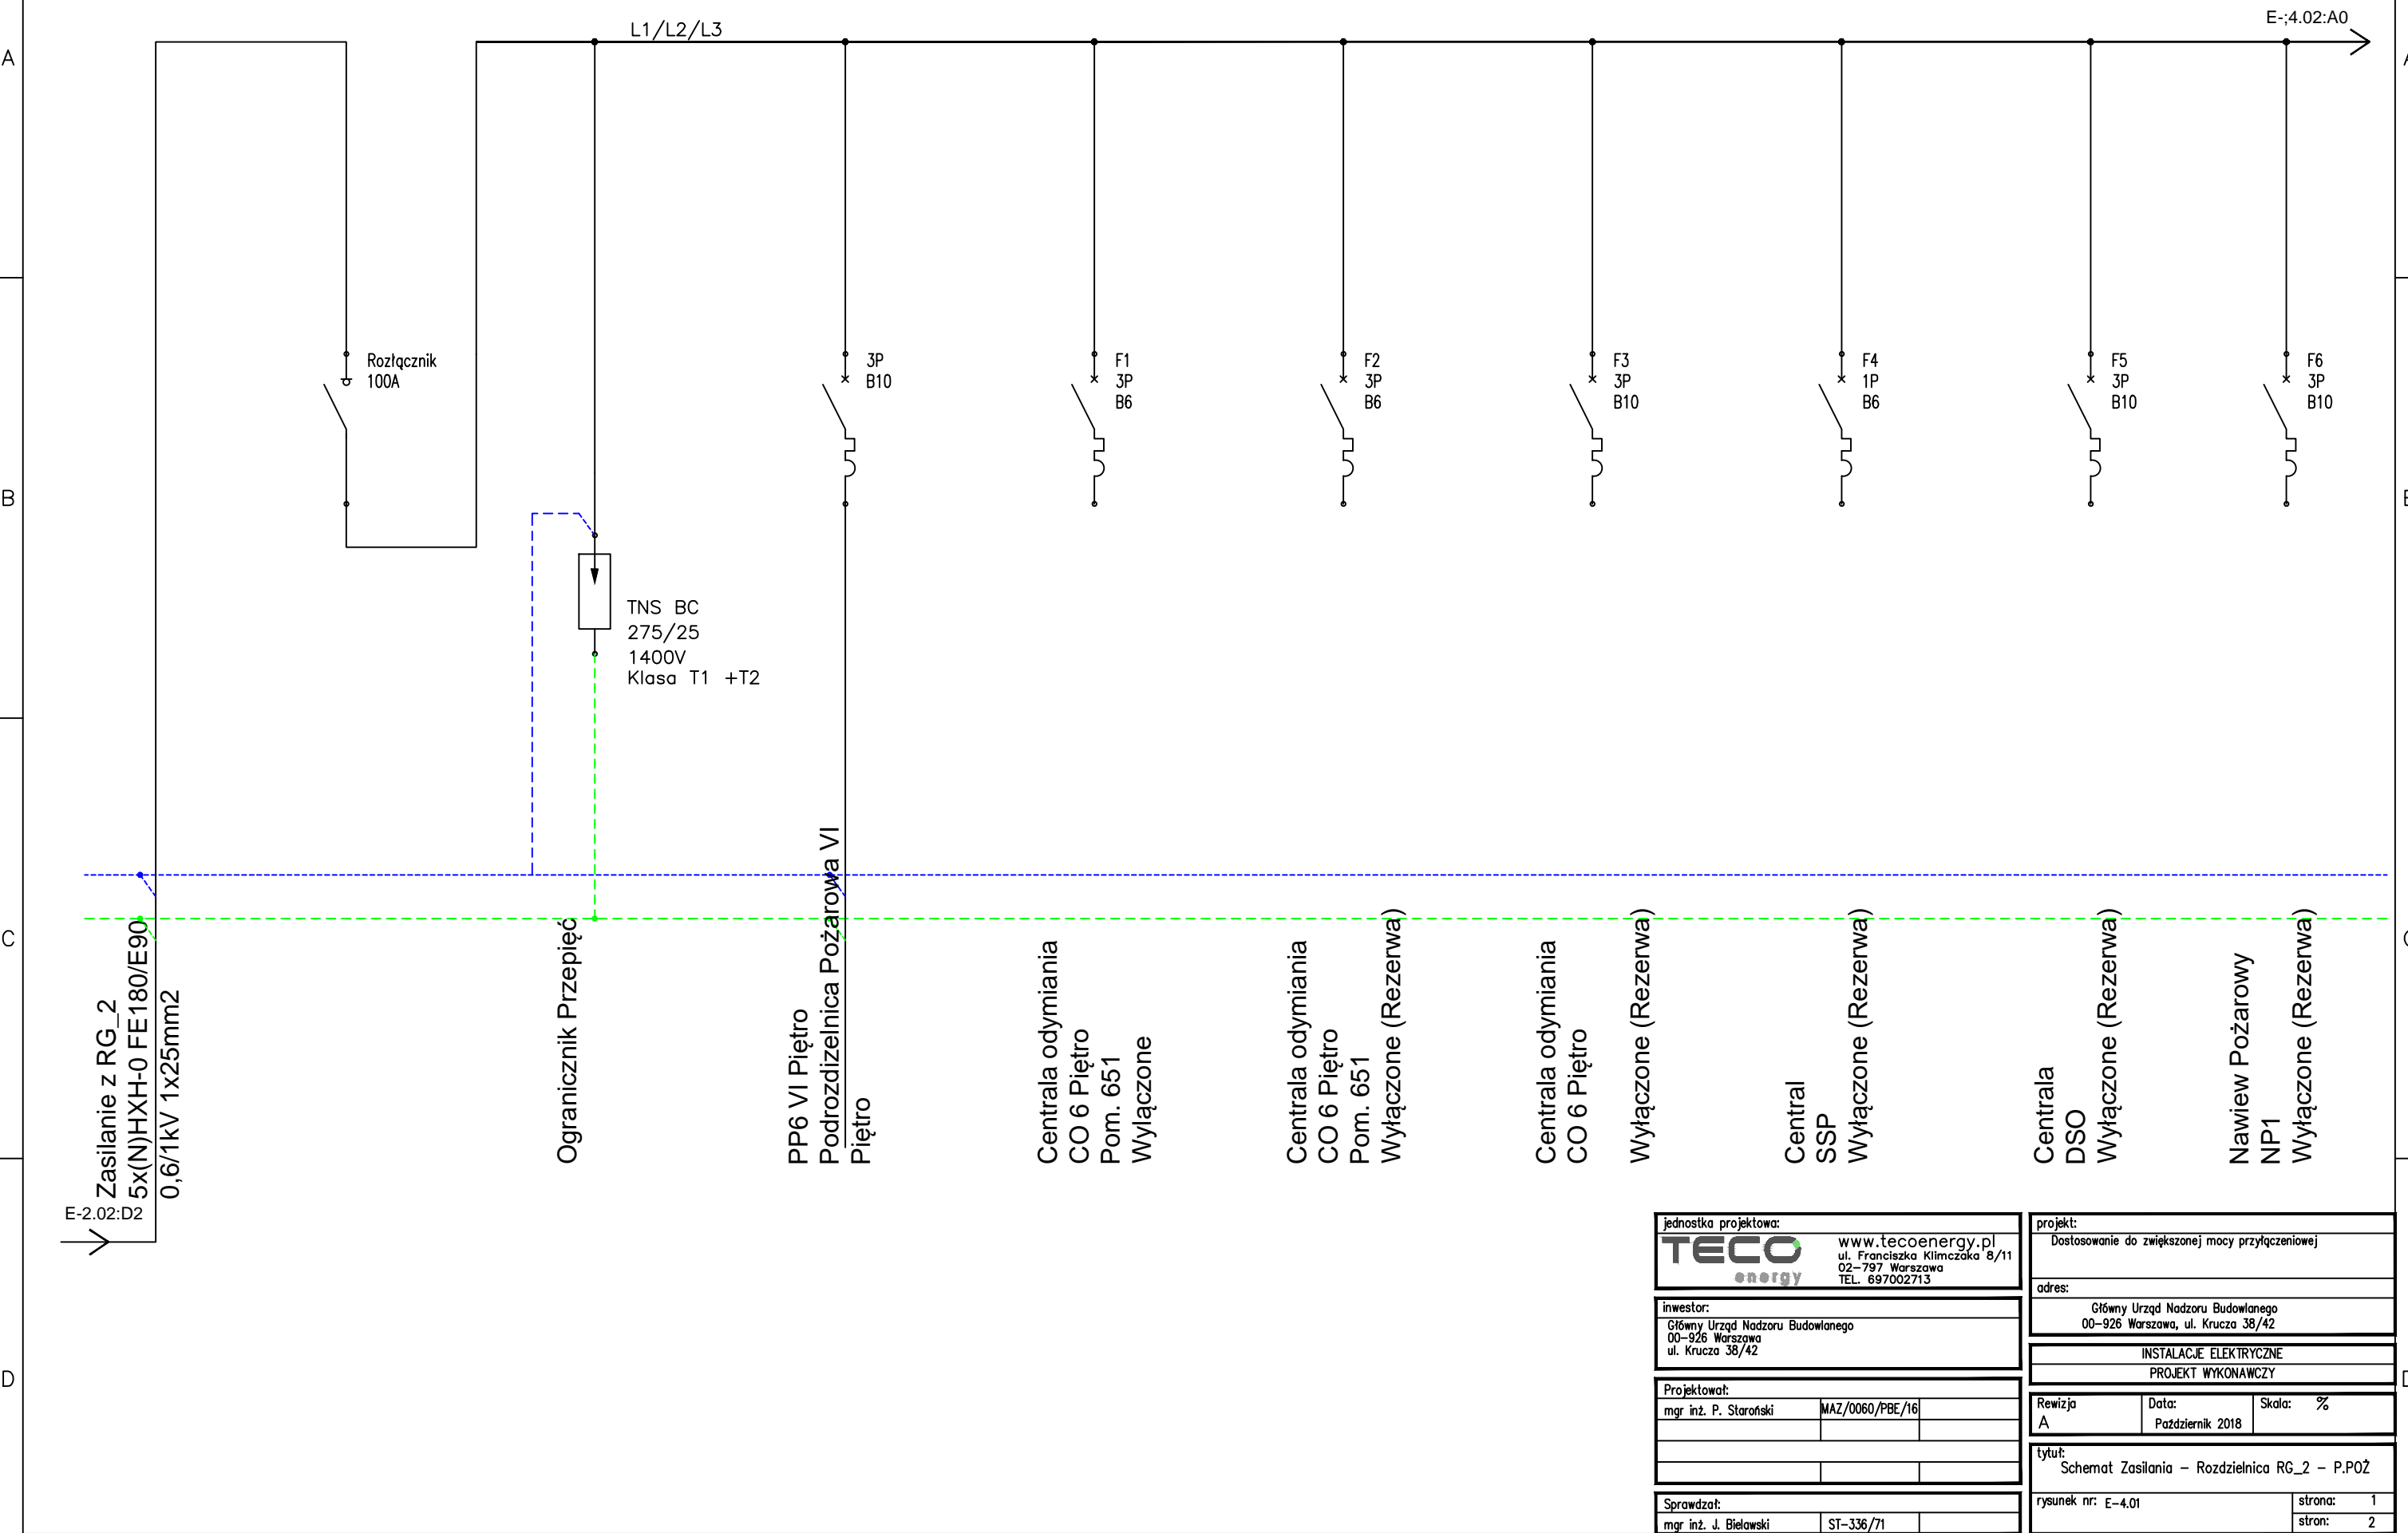 E-;4.02:A0
L1/L2/L3
A
Rozłącznik
100A
3P
B10
F1
3P
B6
F2
3P
B6
F3
3P
B10
F4
1P
B6
F5
3P
B10
F6
3P
B10
B
TNS BC
275/25
1400V
Klasa T1 +T2
C
Zasilanie z RG_2
5x(N)HXH-0 FE180/E90
0,6/1kV 1x25mm2
Ogranicznik Przepięć
PP6 VI Piętro
Podrozdizelnica Pożarowa VI
Piętro
Centrala odymiania
CO 6 Piętro
Pom. 651
Wylączone
Centrala odymiania
CO 6 Piętro
Pom. 651
Wyłączone (Rezerwa)
Centrala odymiania
CO 6 Piętro
Wyłączone (Rezerwa)
Central
SSP
Wyłączone (Rezerwa)
Centrala
DSO
Wyłączone (Rezerwa)
Nawiew Pożarowy
NP1
Wyłączone (Rezerwa)
E-2.02:D2
D
jednostka projektowa:
TECO
energy
www.tecoenergy.pl
ul. Franciszka Klimczaka 8/11
02-797 Warszawa
TEL. 697002713
inwestor:
Główny Urząd Nadzoru Budowlanego
00-926 Warszawa
ul. Krucza 38/42
Projektował:
mgr inż. P. Staroński MAZ/0060/PBE/16
Sprawdzał:
mgr inż. J. Bielawski ST-336/71
projekt:
Dostosowanie do zwiększonej mocy przyłączeniowej
adres:
Główny Urząd Nadzoru Budowlanego
00-926 Warszawa, ul. Krucza 38/42
INSTALACJE ELEKTRYCZNE
PROJEKT WYKONAWCZY
Rewizja Data: Skala: %
A Październik 2018
tytuł:
Schemat Zasilania - Rozdzielnica RG_2 - P.POŻ
rysunek nr: E-4.01
strona: 1
stron: 2